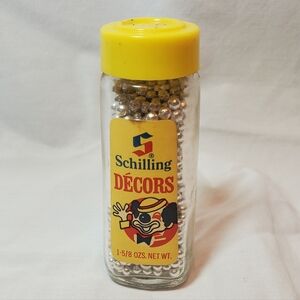 Schilling®
DÉCORS
1-5/8 OZS. NET WT.